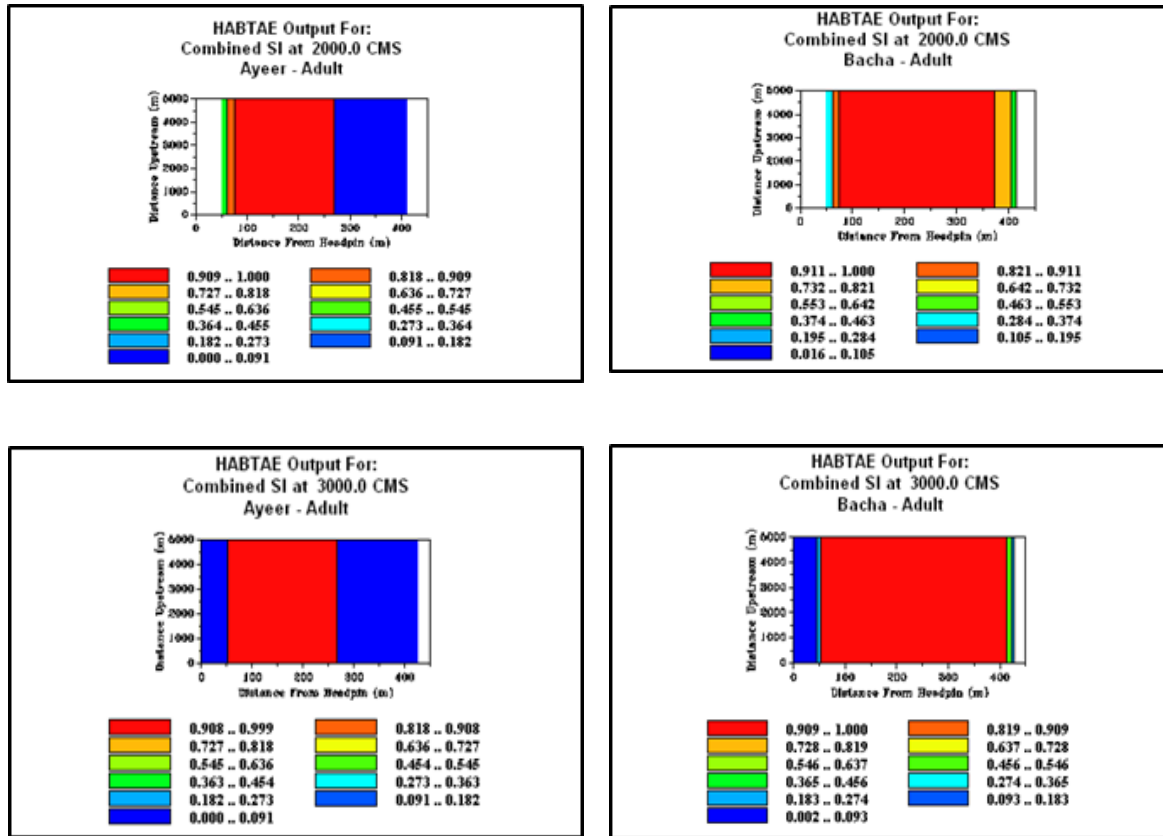 HABTAE Output For:
Combined SI at 2000.0 CMS
Ayeer - Adult
Distance Upstream (m)
5000
4000
3000
2000
1000
0
0 100 200 300 400
Distance From Headpin (m)
0.909 .. 1.000 0.818 .. 0.909
0.727 .. 0.818 0.636 .. 0.727
0.545 .. 0.636 0.455 .. 0.545
0.364 .. 0.455 0.273 .. 0.364
0.182 .. 0.273 0.091 .. 0.182
0.000 .. 0.091
HABTAE Output For:
Combined SI at 2000.0 CMS
Bacha - Adult
Distance Upstream (m)
5000
4000
3000
2000
1000
0
0 100 200 300 400
Distance From Headpin (m)
0.911 .. 1.000 0.821 .. 0.911
0.732 .. 0.821 0.642 .. 0.732
0.553 .. 0.642 0.463 .. 0.553
0.374 .. 0.463 0.284 .. 0.374
0.195 .. 0.284 0.105 .. 0.195
0.016 .. 0.105
HABTAE Output For:
Combined SI at 3000.0 CMS
Ayeer - Adult
Distance Upstream (m)
5000
4000
3000
2000
1000
0
0 100 200 300 400
Distance From Headpin (m)
0.908 .. 0.999 0.818 .. 0.908
0.727 .. 0.818 0.636 .. 0.727
0.545 .. 0.636 0.454 .. 0.545
0.363 .. 0.454 0.273 .. 0.363
0.182 .. 0.273 0.091 .. 0.182
0.000 .. 0.091
HABTAE Output For:
Combined SI at 3000.0 CMS
Bacha - Adult
Distance Upstream (m)
5000
4000
3000
2000
1000
0
0 100 200 300 400
Distance From Headpin (m)
0.909 .. 1.000 0.819 .. 0.909
0.728 .. 0.819 0.637 .. 0.728
0.546 .. 0.637 0.456 .. 0.546
0.365 .. 0.456 0.274 .. 0.365
0.183 .. 0.274 0.093 .. 0.183
0.002 .. 0.093